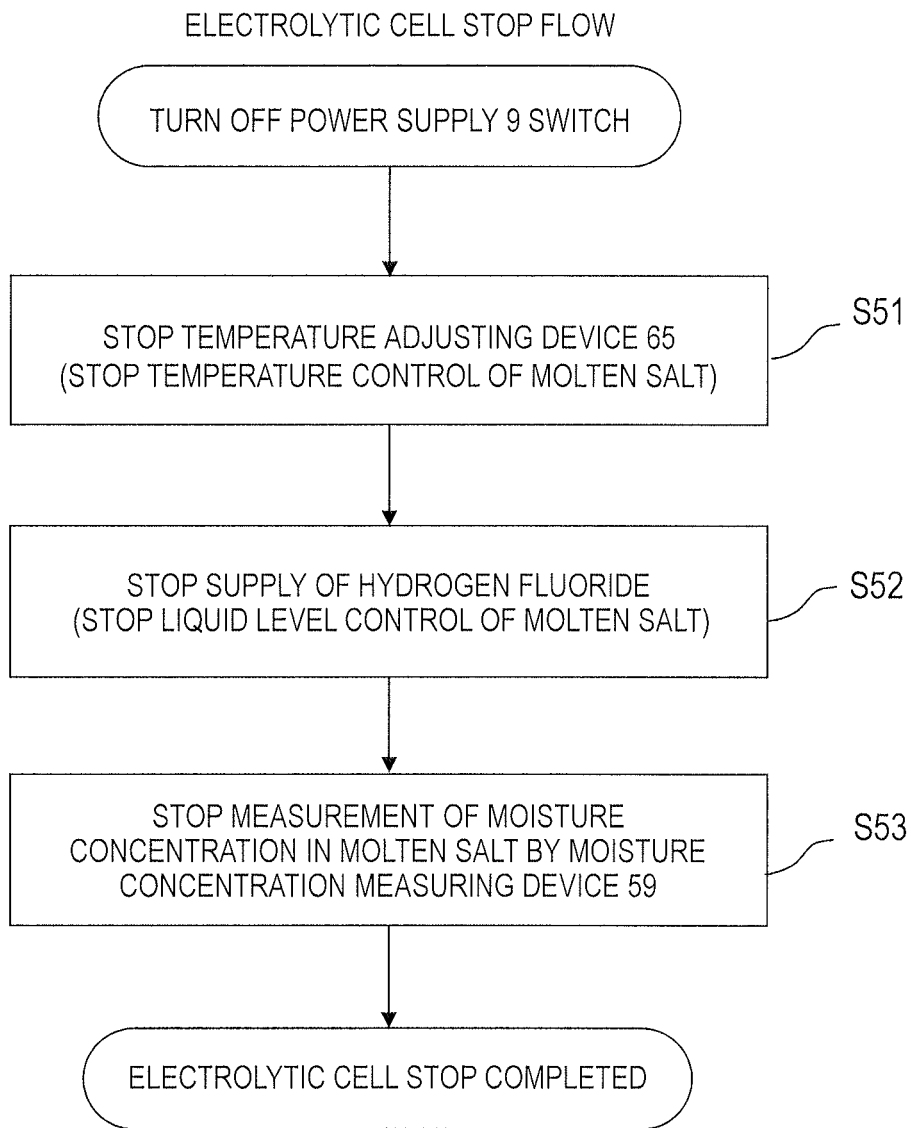 ELECTROLYTIC CELL STOP FLOW
TURN OFF POWER SUPPLY 9 SWITCH
STOP TEMPERATURE ADJUSTING DEVICE 65
(STOP TEMPERATURE CONTROL OF MOLTEN SALT)
S51
STOP SUPPLY OF HYDROGEN FLUORIDE
(STOP LIQUID LEVEL CONTROL OF MOLTEN SALT)
S52
STOP MEASUREMENT OF MOISTURE
CONCENTRATION IN MOLTEN SALT BY MOISTURE
CONCENTRATION MEASURING DEVICE 59
S53
ELECTROLYTIC CELL STOP COMPLETED